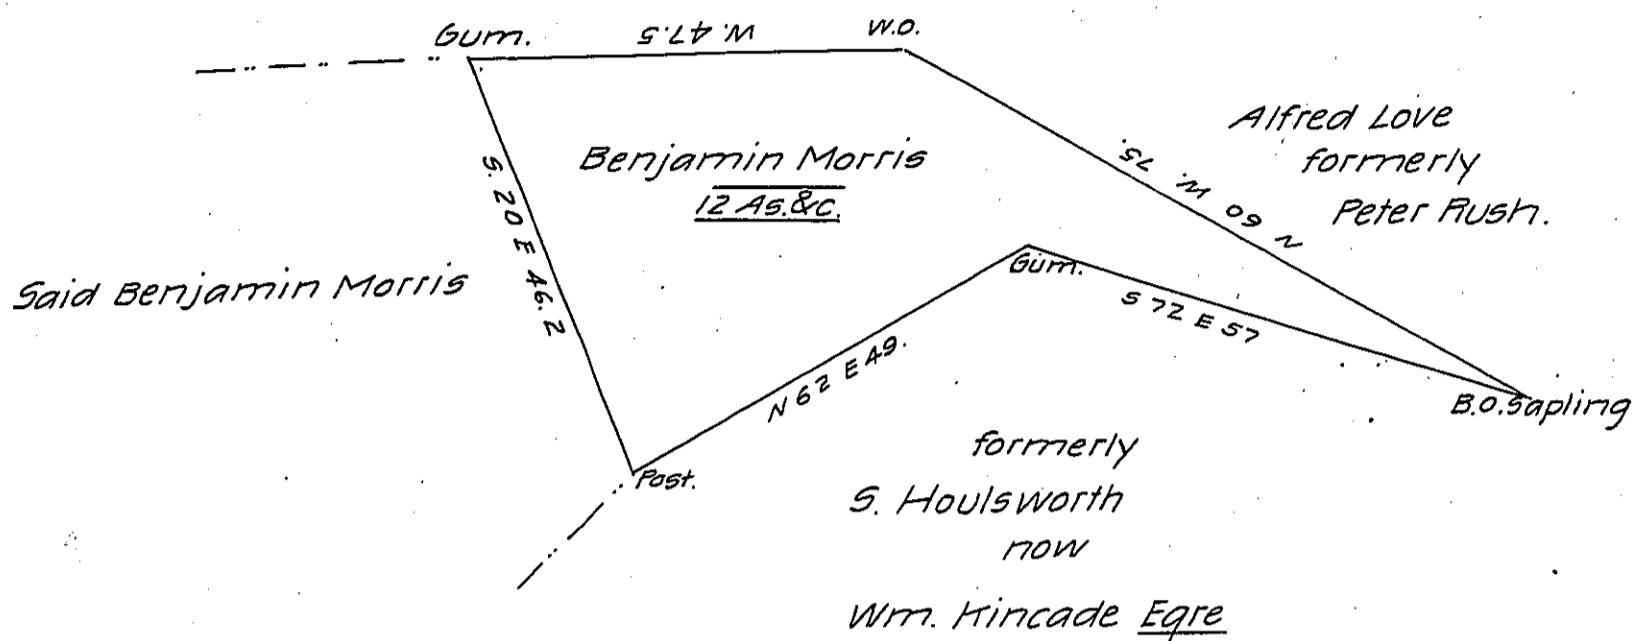 Gum.
W. 47.5
W.O.
Alfred Love
formerly
Peter Rush.
N 60 W. 75.
Benjamin Morris
12 As.&c.
S. 20 E 46.2
Said Benjamin Morris
Gum.
S 72 E 57
B.O. Sapling
N 62 E 49.
Post.
formerly
S. Houlsworth
now
Wm. Kincade Eqre